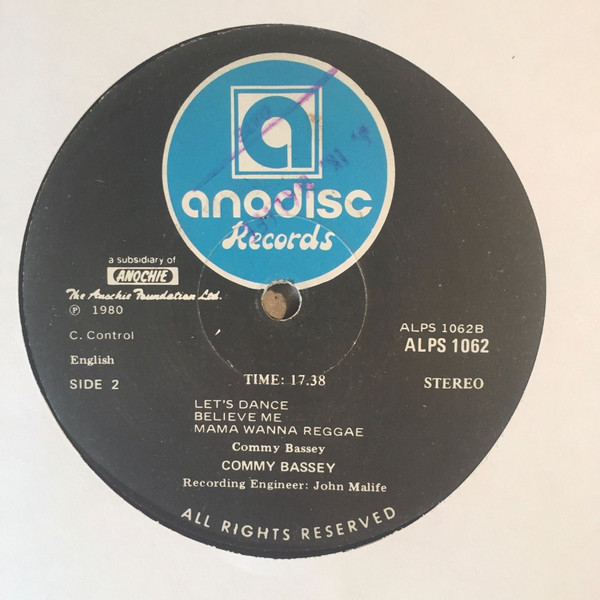 a
anodisc
Records
a subsidiary of
ANOCHIE
The Anochie Foundation Ltd.
℗ 1980
C. Control
English
SIDE 2
ALPS 1062B
ALPS 1062
STEREO
TIME: 17.38
LET'S DANCE
BELIEVE ME
MAMA WANNA REGGAE
Commy Bassey
COMMY BASSEY
Recording Engineer: John Malife
ALL RIGHTS RESERVED